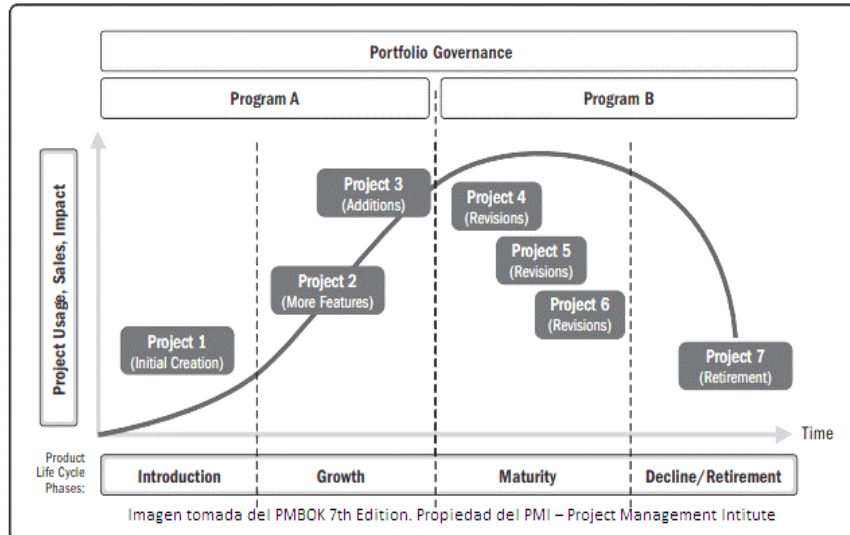 Portfolio Governance
Program A
Program B
Project Usage, Sales, Impact
Project 3
(Additions)
Project 4
(Revisions)
Project 5
(Revisions)
Project 2
(More Features)
Project 6
(Revisions)
Project 1
(Initial Creation)
Project 7
(Retirement)
Time
Product
Life Cycle
Phases:
Introduction
Growth
Maturity
Decline/Retirement
Imagen tomada del PMBOK 7th Edition. Propiedad del PMI – Project Management Intitute